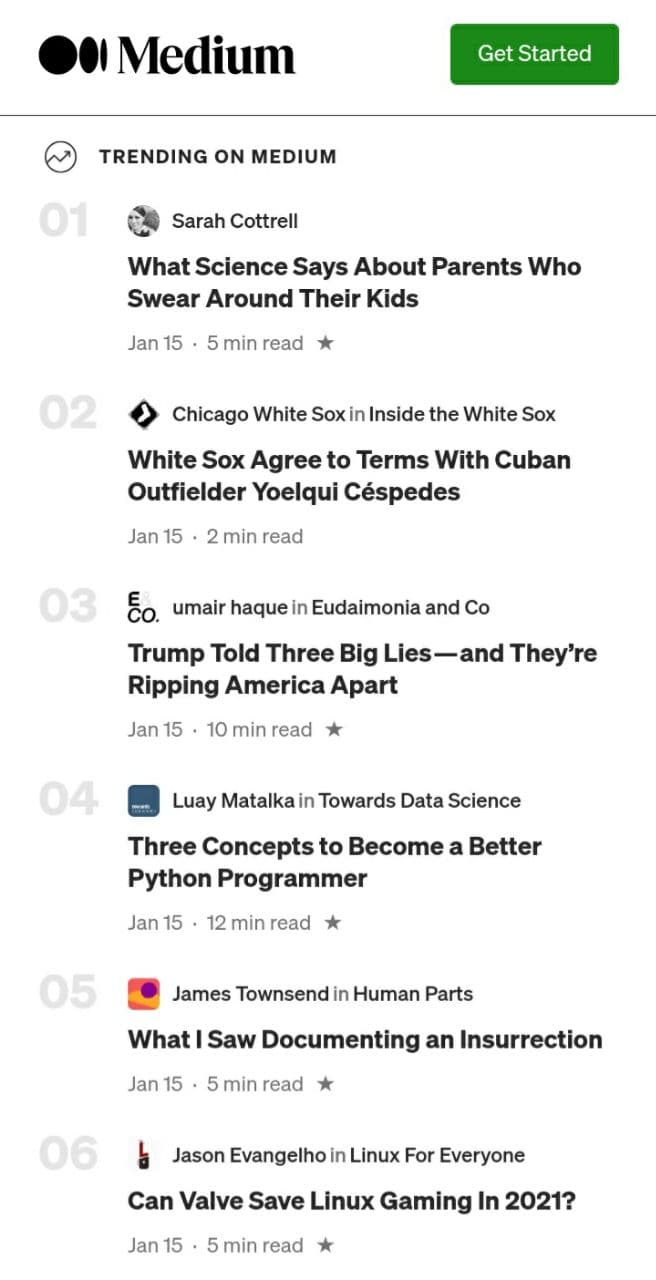 Medium
Get Started
TRENDING ON MEDIUM
01
Sarah Cottrell
What Science Says About Parents Who
Swear Around Their Kids
Jan 15 · 5 min read ★
02
Chicago White Sox in Inside the White Sox
White Sox Agree to Terms With Cuban
Outfielder Yoelqui Céspedes
Jan 15 · 2 min read
03
E&
CO.
umair haque in Eudaimonia and Co
Trump Told Three Big Lies—and They’re
Ripping America Apart
Jan 15 · 10 min read ★
04
Luay Matalka in Towards Data Science
Three Concepts to Become a Better
Python Programmer
Jan 15 · 12 min read ★
05
James Townsend in Human Parts
What I Saw Documenting an Insurrection
Jan 15 · 5 min read ★
06
Jason Evangelho in Linux For Everyone
Can Valve Save Linux Gaming In 2021?
Jan 15 · 5 min read ★